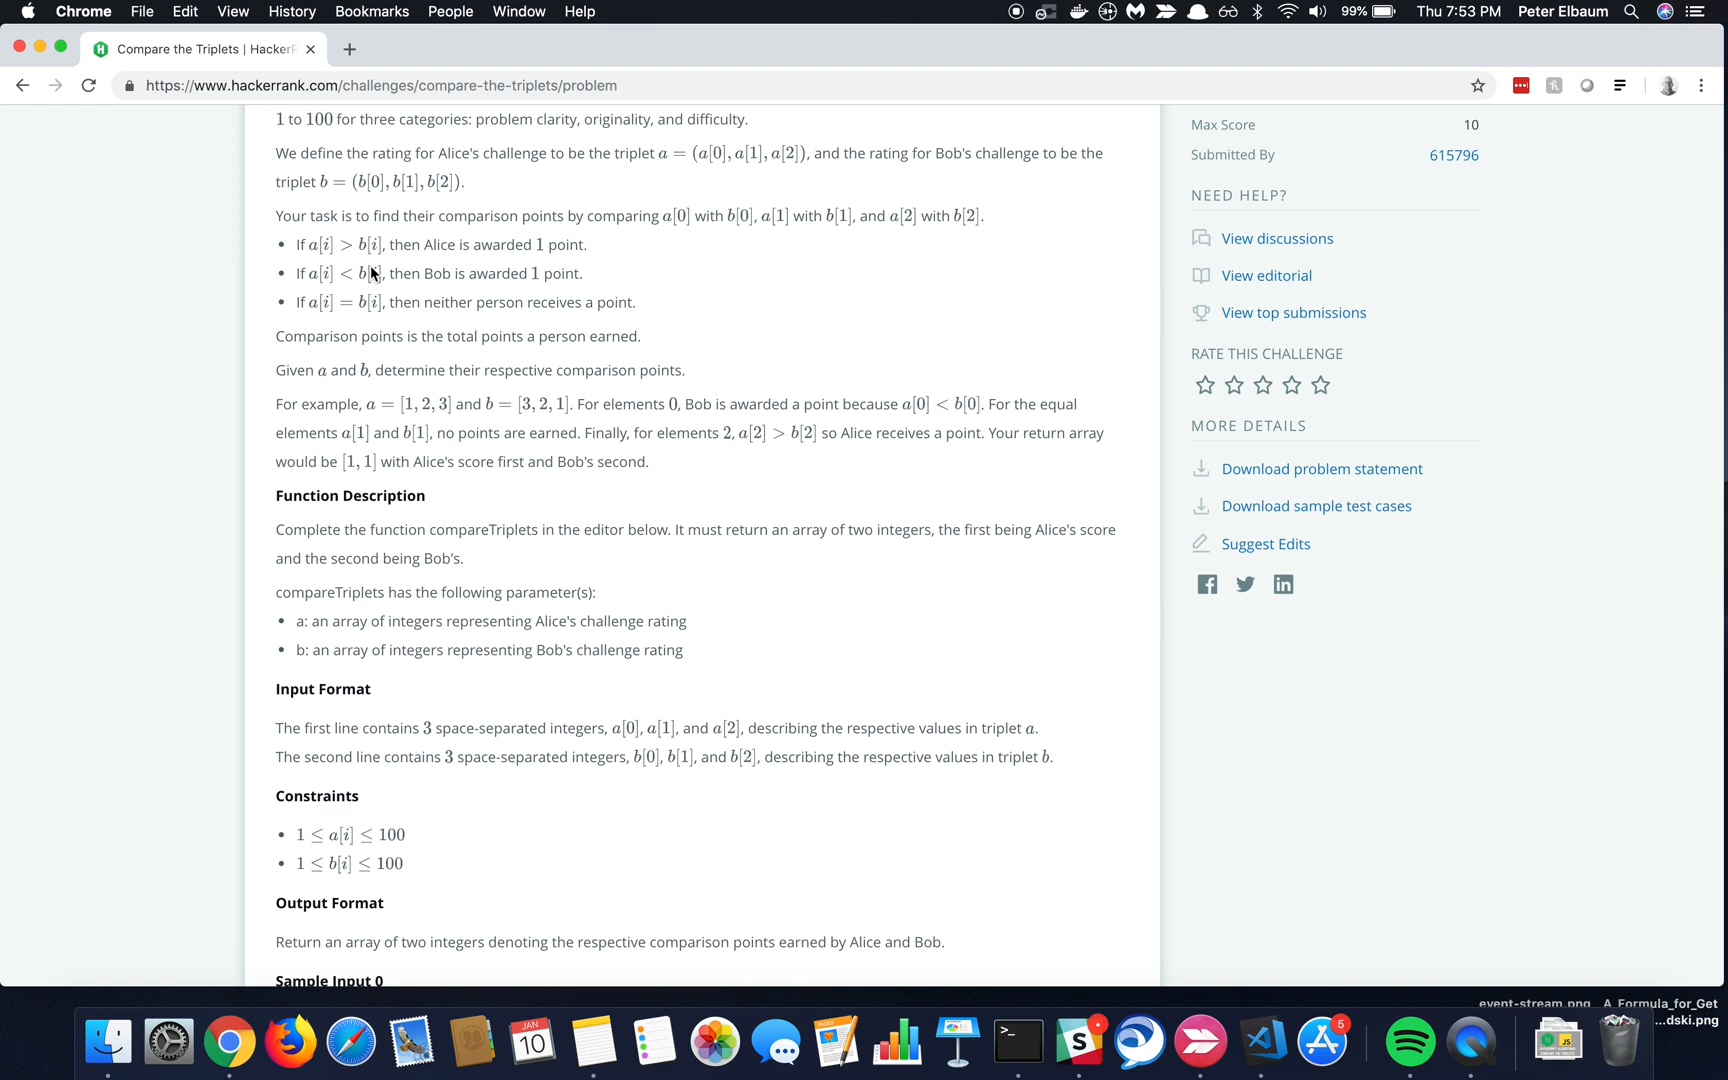 Chrome File Edit View History Bookmarks People Window Help 99% Thu 7:53 PM Peter Elbaum
Compare the Triplets | HackerR
https://www.hackerrank.com/challenges/compare-the-triplets/problem
1 to 100 for three categories: problem clarity, originality, and difficulty.
We define the rating for Alice's challenge to be the triplet a = (a[0], a[1], a[2]), and the rating for Bob's challenge to be the
triplet b = (b[0], b[1], b[2]).
Your task is to find their comparison points by comparing a[0] with b[0], a[1] with b[1], and a[2] with b[2].
• If a[i] > b[i], then Alice is awarded 1 point.
• If a[i] < b[i], then Bob is awarded 1 point.
• If a[i] = b[i], then neither person receives a point.
Comparison points is the total points a person earned.
Given a and b, determine their respective comparison points.
For example, a = [1, 2, 3] and b = [3, 2, 1]. For elements 0, Bob is awarded a point because a[0] < b[0]. For the equal
elements a[1] and b[1], no points are earned. Finally, for elements 2, a[2] > b[2] so Alice receives a point. Your return array
would be [1, 1] with Alice's score first and Bob's second.
Function Description
Complete the function compareTriplets in the editor below. It must return an array of two integers, the first being Alice's score
and the second being Bob's.
compareTriplets has the following parameter(s):
• a: an array of integers representing Alice's challenge rating
• b: an array of integers representing Bob's challenge rating
Input Format
The first line contains 3 space-separated integers, a[0], a[1], and a[2], describing the respective values in triplet a.
The second line contains 3 space-separated integers, b[0], b[1], and b[2], describing the respective values in triplet b.
Constraints
• 1 ≤ a[i] ≤ 100
• 1 ≤ b[i] ≤ 100
Output Format
Return an array of two integers denoting the respective comparison points earned by Alice and Bob.
Sample Input 0
Max Score 10
Submitted By 615796
NEED HELP?
View discussions
View editorial
View top submissions
RATE THIS CHALLENGE
MORE DETAILS
Download problem statement
Download sample test cases
Suggest Edits
event-stream.png A_Formula_for_Get
...dski.png
JAN
10
5
JS